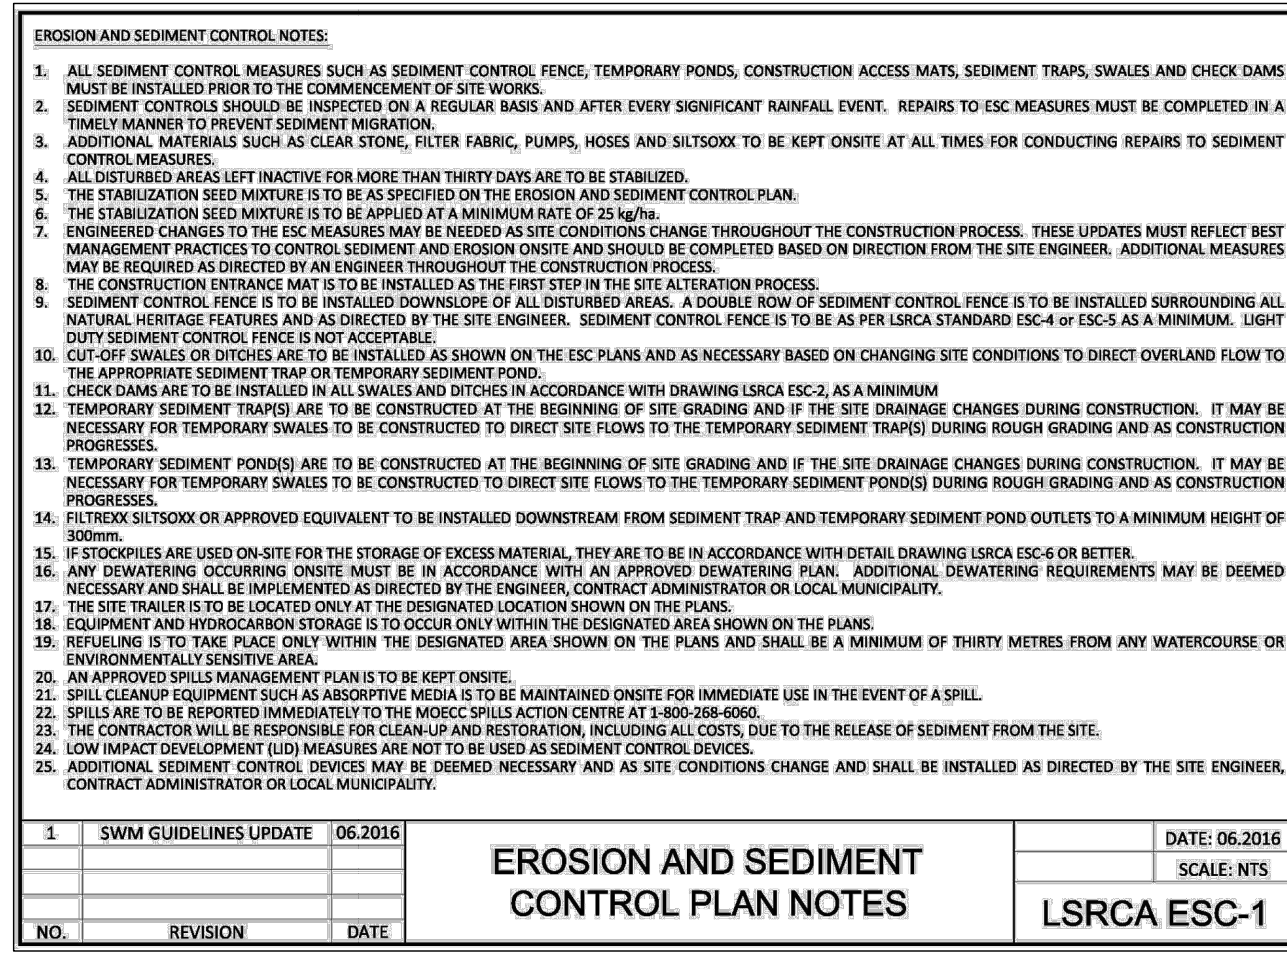 EROSION AND SEDIMENT CONTROL NOTES:
1. ALL SEDIMENT CONTROL MEASURES SUCH AS SEDIMENT CONTROL FENCE, TEMPORARY PONDS, CONSTRUCTION ACCESS MATS, SEDIMENT TRAPS, SWALES AND CHECK DAMS
MUST BE INSTALLED PRIOR TO THE COMMENCEMENT OF SITE WORKS.
2. SEDIMENT CONTROLS SHOULD BE INSPECTED ON A REGULAR BASIS AND AFTER EVERY SIGNIFICANT RAINFALL EVENT. REPAIRS TO ESC MEASURES MUST BE COMPLETED IN A
TIMELY MANNER TO PREVENT SEDIMENT MIGRATION.
3. ADDITIONAL MATERIALS SUCH AS CLEAR STONE, FILTER FABRIC, PUMPS, HOSES AND SILTSOXX TO BE KEPT ONSITE AT ALL TIMES FOR CONDUCTING REPAIRS TO SEDIMENT
CONTROL MEASURES.
4. ALL DISTURBED AREAS LEFT INACTIVE FOR MORE THAN THIRTY DAYS ARE TO BE STABILIZED.
5. THE STABILIZATION SEED MIXTURE IS TO BE AS SPECIFIED ON THE EROSION AND SEDIMENT CONTROL PLAN.
6. THE STABILIZATION SEED MIXTURE IS TO BE APPLIED AT A MINIMUM RATE OF 25 kg/ha.
7. ENGINEERED CHANGES TO THE ESC MEASURES MAY BE NEEDED AS SITE CONDITIONS CHANGE THROUGHOUT THE CONSTRUCTION PROCESS. THESE UPDATES MUST REFLECT BEST
MANAGEMENT PRACTICES TO CONTROL SEDIMENT AND EROSION ONSITE AND SHOULD BE COMPLETED BASED ON DIRECTION FROM THE SITE ENGINEER. ADDITIONAL MEASURES
MAY BE REQUIRED AS DIRECTED BY AN ENGINEER THROUGHOUT THE CONSTRUCTION PROCESS.
8. THE CONSTRUCTION ENTRANCE MAT IS TO BE INSTALLED AS THE FIRST STEP IN THE SITE ALTERATION PROCESS.
9. SEDIMENT CONTROL FENCE IS TO BE INSTALLED DOWNSLOPE OF ALL DISTURBED AREAS. A DOUBLE ROW OF SEDIMENT CONTROL FENCE IS TO BE INSTALLED SURROUNDING ALL
NATURAL HERITAGE FEATURES AND AS DIRECTED BY THE SITE ENGINEER. SEDIMENT CONTROL FENCE IS TO BE AS PER LSRCA STANDARD ESC-4 or ESC-5 AS A MINIMUM. LIGHT
DUTY SEDIMENT CONTROL FENCE IS NOT ACCEPTABLE.
10. CUT-OFF SWALES OR DITCHES ARE TO BE INSTALLED AS SHOWN ON THE ESC PLANS AND AS NECESSARY BASED ON CHANGING SITE CONDITIONS TO DIRECT OVERLAND FLOW TO
THE APPROPRIATE SEDIMENT TRAP OR TEMPORARY SEDIMENT POND.
11. CHECK DAMS ARE TO BE INSTALLED IN ALL SWALES AND DITCHES IN ACCORDANCE WITH DRAWING LSRCA ESC-2, AS A MINIMUM
12. TEMPORARY SEDIMENT TRAP(S) ARE TO BE CONSTRUCTED AT THE BEGINNING OF SITE GRADING AND IF THE SITE DRAINAGE CHANGES DURING CONSTRUCTION. IT MAY BE
NECESSARY FOR TEMPORARY SWALES TO BE CONSTRUCTED TO DIRECT SITE FLOWS TO THE TEMPORARY SEDIMENT TRAP(S) DURING ROUGH GRADING AND AS CONSTRUCTION
PROGRESSES.
13. TEMPORARY SEDIMENT POND(S) ARE TO BE CONSTRUCTED AT THE BEGINNING OF SITE GRADING AND IF THE SITE DRAINAGE CHANGES DURING CONSTRUCTION. IT MAY BE
NECESSARY FOR TEMPORARY SWALES TO BE CONSTRUCTED TO DIRECT SITE FLOWS TO THE TEMPORARY SEDIMENT POND(S) DURING ROUGH GRADING AND AS CONSTRUCTION
PROGRESSES.
14. FILTREXX SILTSOXX OR APPROVED EQUIVALENT TO BE INSTALLED DOWNSTREAM FROM SEDIMENT TRAP AND TEMPORARY SEDIMENT POND OUTLETS TO A MINIMUM HEIGHT OF
300mm.
15. IF STOCKPILES ARE USED ON-SITE FOR THE STORAGE OF EXCESS MATERIAL, THEY ARE TO BE IN ACCORDANCE WITH DETAIL DRAWING LSRCA ESC-6 OR BETTER.
16. ANY DEWATERING OCCURRING ONSITE MUST BE IN ACCORDANCE WITH AN APPROVED DEWATERING PLAN. ADDITIONAL DEWATERING REQUIREMENTS MAY BE DEEMED
NECESSARY AND SHALL BE IMPLEMENTED AS DIRECTED BY THE ENGINEER, CONTRACT ADMINISTRATOR OR LOCAL MUNICIPALITY.
17. THE SITE TRAILER IS TO BE LOCATED ONLY AT THE DESIGNATED LOCATION SHOWN ON THE PLANS.
18. EQUIPMENT AND HYDROCARBON STORAGE IS TO OCCUR ONLY WITHIN THE DESIGNATED AREA SHOWN ON THE PLANS.
19. REFUELING IS TO TAKE PLACE ONLY WITHIN THE DESIGNATED AREA SHOWN ON THE PLANS AND SHALL BE A MINIMUM OF THIRTY METRES FROM ANY WATERCOURSE OR
ENVIRONMENTALLY SENSITIVE AREA.
20. AN APPROVED SPILLS MANAGEMENT PLAN IS TO BE KEPT ONSITE.
21. SPILL CLEANUP EQUIPMENT SUCH AS ABSORPTIVE MEDIA IS TO BE MAINTAINED ONSITE FOR IMMEDIATE USE IN THE EVENT OF A SPILL.
22. SPILLS ARE TO BE REPORTED IMMEDIATELY TO THE MOECC SPILLS ACTION CENTRE AT 1-800-268-6060.
23. THE CONTRACTOR WILL BE RESPONSIBLE FOR CLEAN-UP AND RESTORATION, INCLUDING ALL COSTS, DUE TO THE RELEASE OF SEDIMENT FROM THE SITE.
24. LOW IMPACT DEVELOPMENT (LID) MEASURES ARE NOT TO BE USED AS SEDIMENT CONTROL DEVICES.
25. ADDITIONAL SEDIMENT CONTROL DEVICES MAY BE DEEMED NECESSARY AND AS SITE CONDITIONS CHANGE AND SHALL BE INSTALLED AS DIRECTED BY THE SITE ENGINEER,
CONTRACT ADMINISTRATOR OR LOCAL MUNICIPALITY.
1 SWM GUIDELINES UPDATE 06.2016
NO. REVISION DATE
EROSION AND SEDIMENT
CONTROL PLAN NOTES
DATE: 06.2016
SCALE: NTS
LSRCA ESC-1